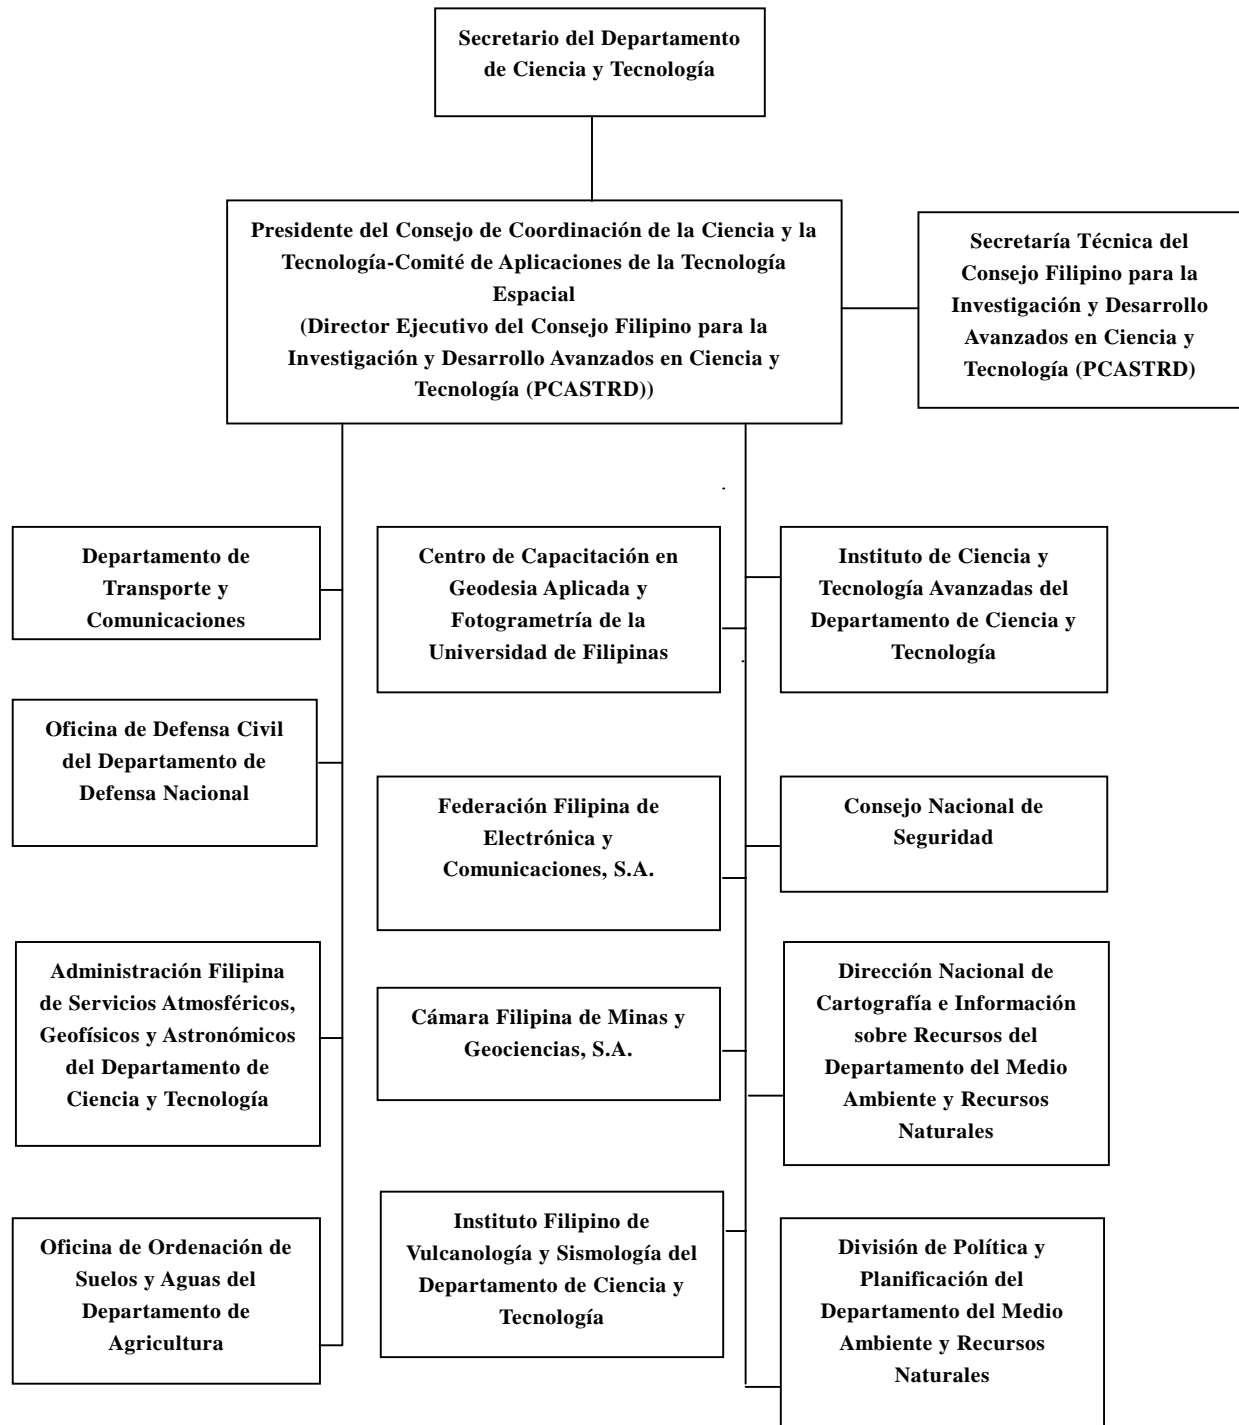 Secretario del Departamento
de Ciencia y Tecnología
Presidente del Consejo de Coordinación de la Ciencia y la
Tecnología-Comité de Aplicaciones de la Tecnología
Espacial
(Director Ejecutivo del Consejo Filipino para la
Investigación y Desarrollo Avanzados en Ciencia y
Tecnología (PCASTRD))
Secretaría Técnica del
Consejo Filipino para la
Investigación y Desarrollo
Avanzados en Ciencia y
Tecnología (PCASTRD)
Departamento de
Transporte y
Comunicaciones
Centro de Capacitación en
Geodesia Aplicada y
Fotogrametría de la
Universidad de Filipinas
Instituto de Ciencia y
Tecnología Avanzadas del
Departamento de Ciencia y
Tecnología
Oficina de Defensa Civil
del Departamento de
Defensa Nacional
Federación Filipina de
Electrónica y
Comunicaciones, S.A.
Consejo Nacional de
Seguridad
Administración Filipina
de Servicios Atmosféricos,
Geofísicos y Astronómicos
del Departamento de
Ciencia y Tecnología
Cámara Filipina de Minas y
Geociencias, S.A.
Dirección Nacional de
Cartografía e Información
sobre Recursos del
Departamento del Medio
Ambiente y Recursos
Naturales
Oficina de Ordenación de
Suelos y Aguas del
Departamento de
Agricultura
Instituto Filipino de
Vulcanología y Sismología del
Departamento de Ciencia y
Tecnología
División de Política y
Planificación del
Departamento del Medio
Ambiente y Recursos
Naturales